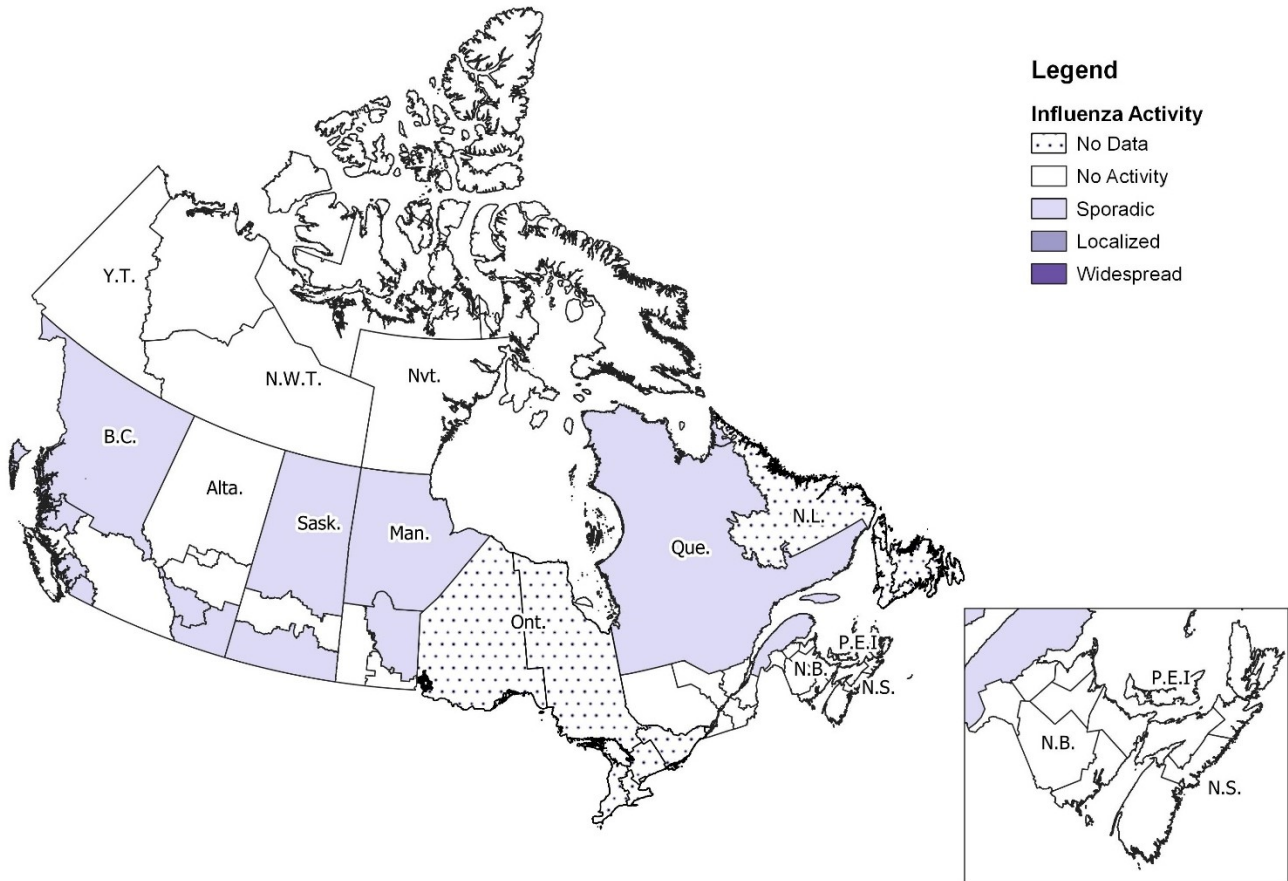 Legend
Influenza Activity
No Data
No Activity
Sporadic
Localized
Widespread
Y.T.
N.W.T.
Nvt.
B.C.
Alta.
Sask.
Man.
Ont.
Que.
N.L.
P.E.I
N.B.
N.S.
P.E.I
N.B.
N.S.